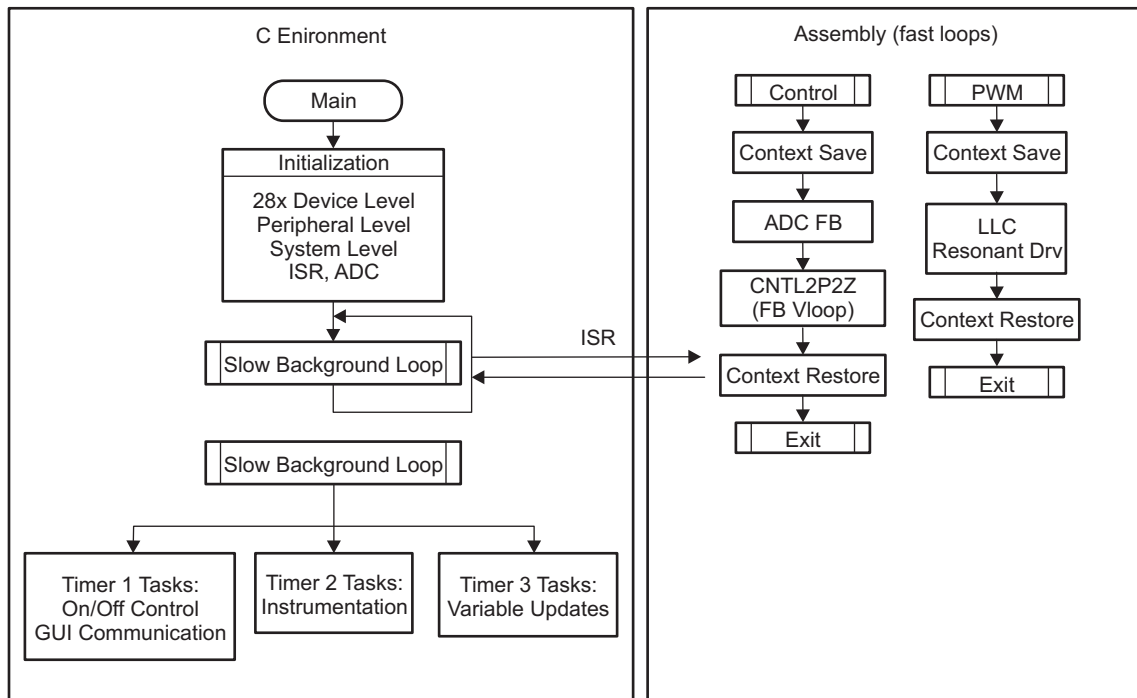 C Enironment
Main
Initialization
28x Device Level
Peripheral Level
System Level
ISR, ADC
Slow Background Loop
ISR
Slow Background Loop
Timer 1 Tasks:
On/Off Control
GUI Communication
Timer 2 Tasks:
Instrumentation
Timer 3 Tasks:
Variable Updates
Assembly (fast loops)
Control
Context Save
ADC FB
CNTL2P2Z
(FB Vloop)
Context Restore
Exit
PWM
Context Save
LLC
Resonant Drv
Context Restore
Exit